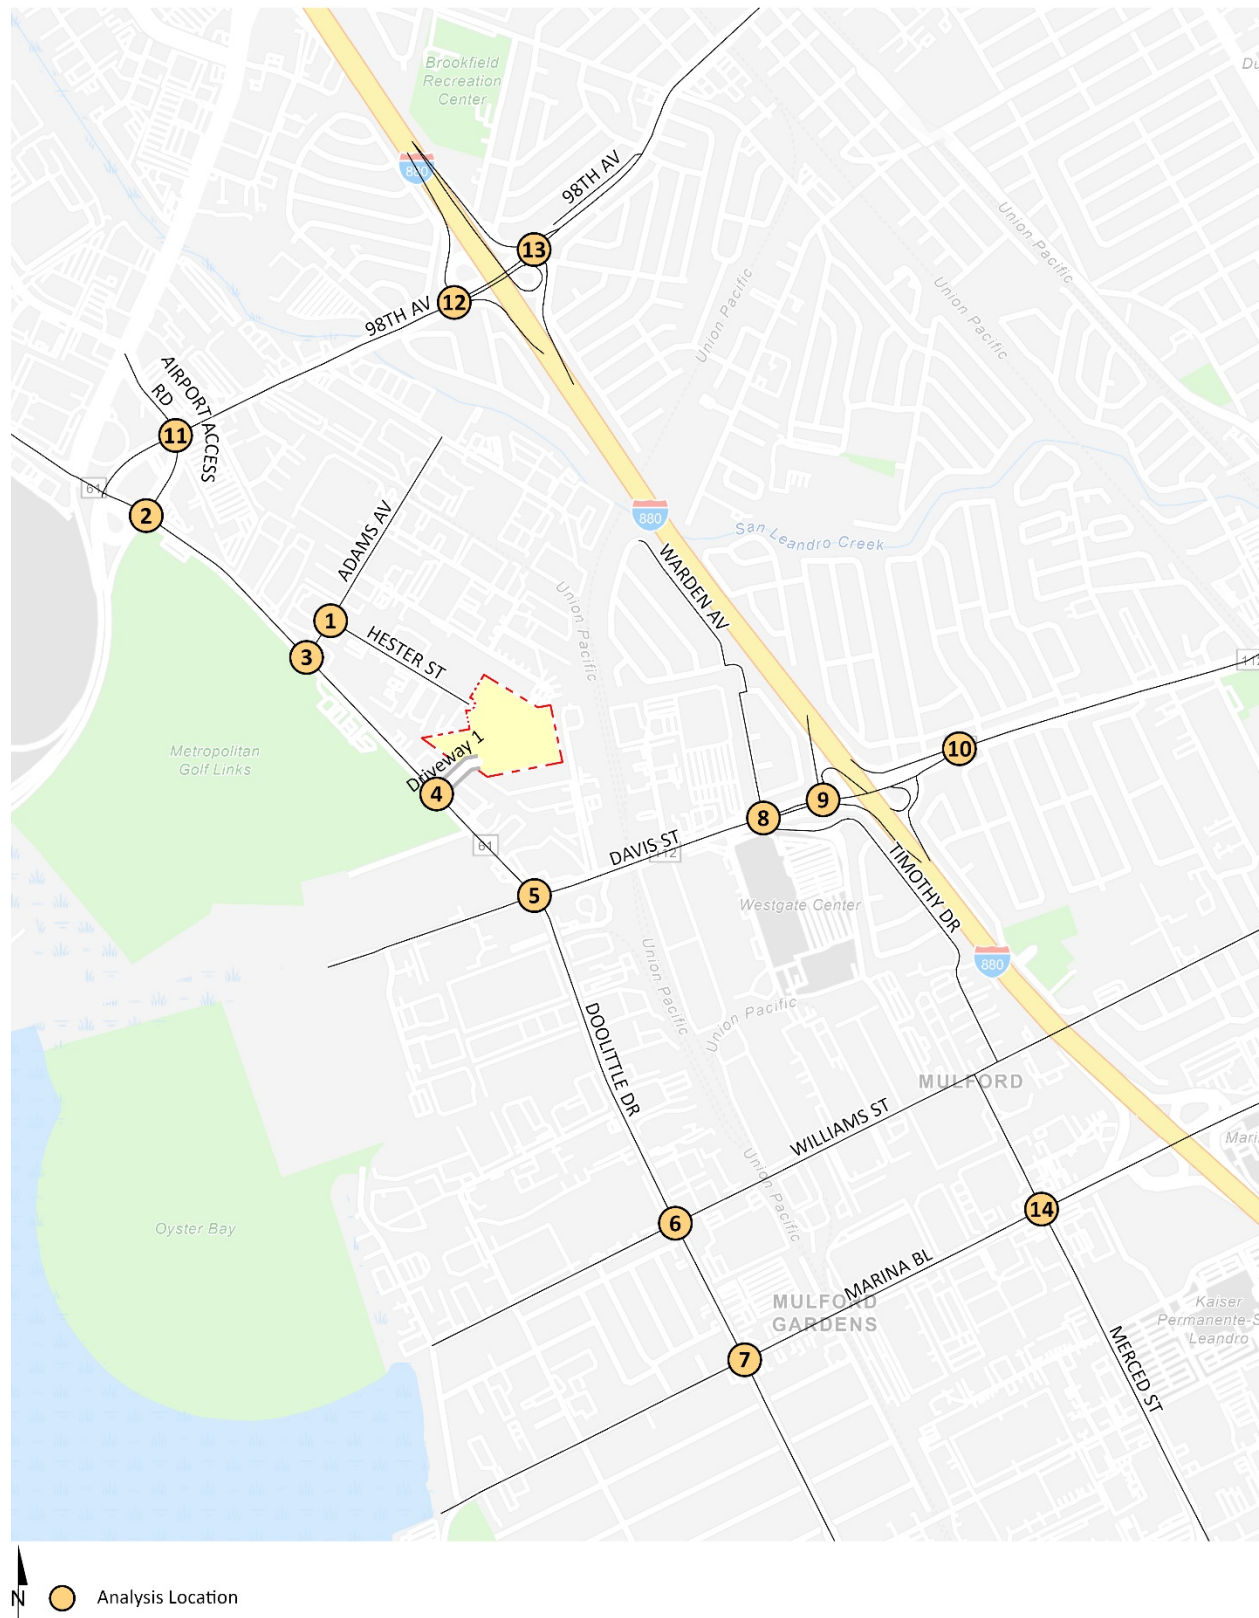 Brookfield
Recreation
Center
Du
880
98TH AV
Union Pacific
13
12
98TH AV
Union Pacific
Union Pacific
AIRPORT ACCESS
RD
11
61
2
880
San Leandro Creek
ADAMS AV
WARDEN AV
Union Pacific
1
HESTER ST
3
112
Metropolitan
Golf Links
Driveway 1
10
4
9
8
61
DAVIS ST
112
TIMOTHY DR
5
Westgate Center
880
Union Pacific
Union Pacific
DOOLITTLE DR
MULFORD
WILLIAMS ST
Mari
Union Pacific
14
Oyster Bay
6
MARINA BL
MULFORD
GARDENS
Kaiser
Permanente-S
Leandro
7
MERCED ST
N
Analysis Location